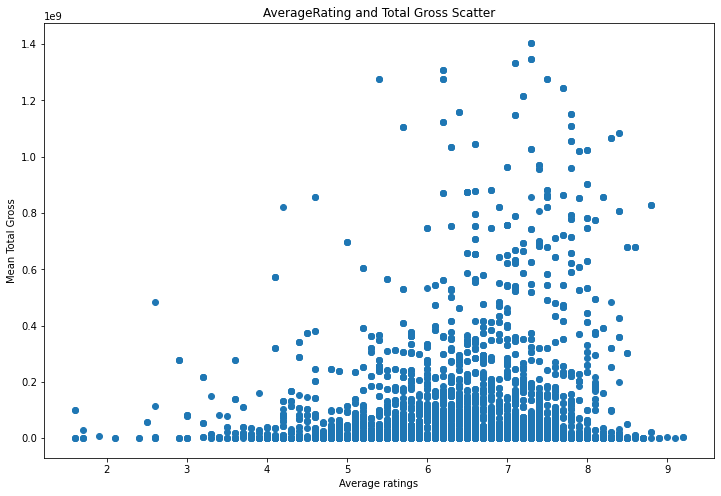 AverageRating and Total Gross Scatter
1e9
1.4
1.2
1.0
0.8
0.6
0.4
0.2
0.0
Mean Total Gross
2 3 4 5 6 7 8 9
Average ratings